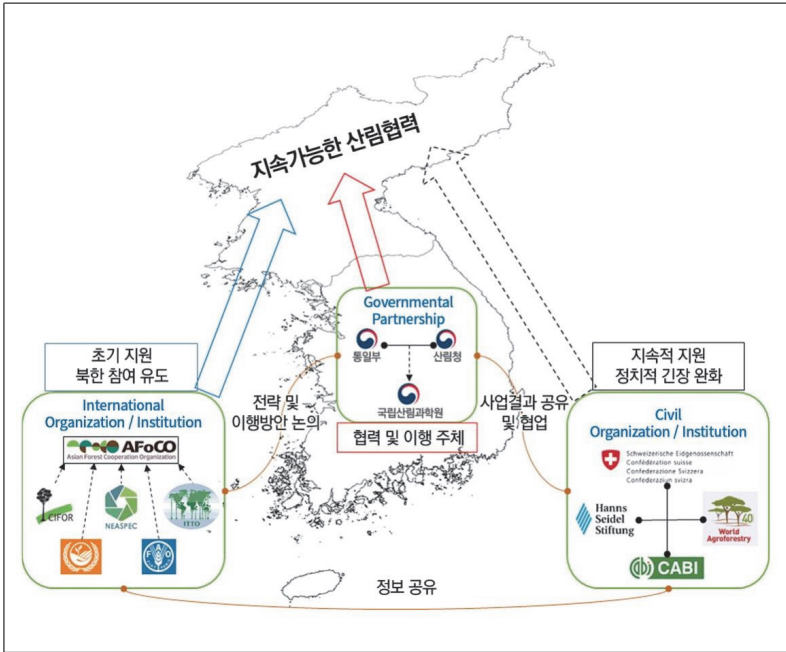 지속가능한 산림협력
Governmental
Partnership
통일부
산림청
국립산림과학원
협력 및 이행 주체
초기 지원
북한 참여 유도
International
Organization / Institution
AFoCO
Asian Forest Cooperation Organization
CIFOR
NEASPEC
ITTO
FAO
전략 및
이행방안 논의
사업결과 공유
및 협업
지속적 지원
정치적 긴장 완화
Civil
Organization / Institution
Schweizerische Eidgenossenschaft
Confédération suisse
Confederazione Svizzera
Confederaziun svizra
Hanns
Seidel
Stiftung
40
World
Agroforestry
CABI
정보 공유